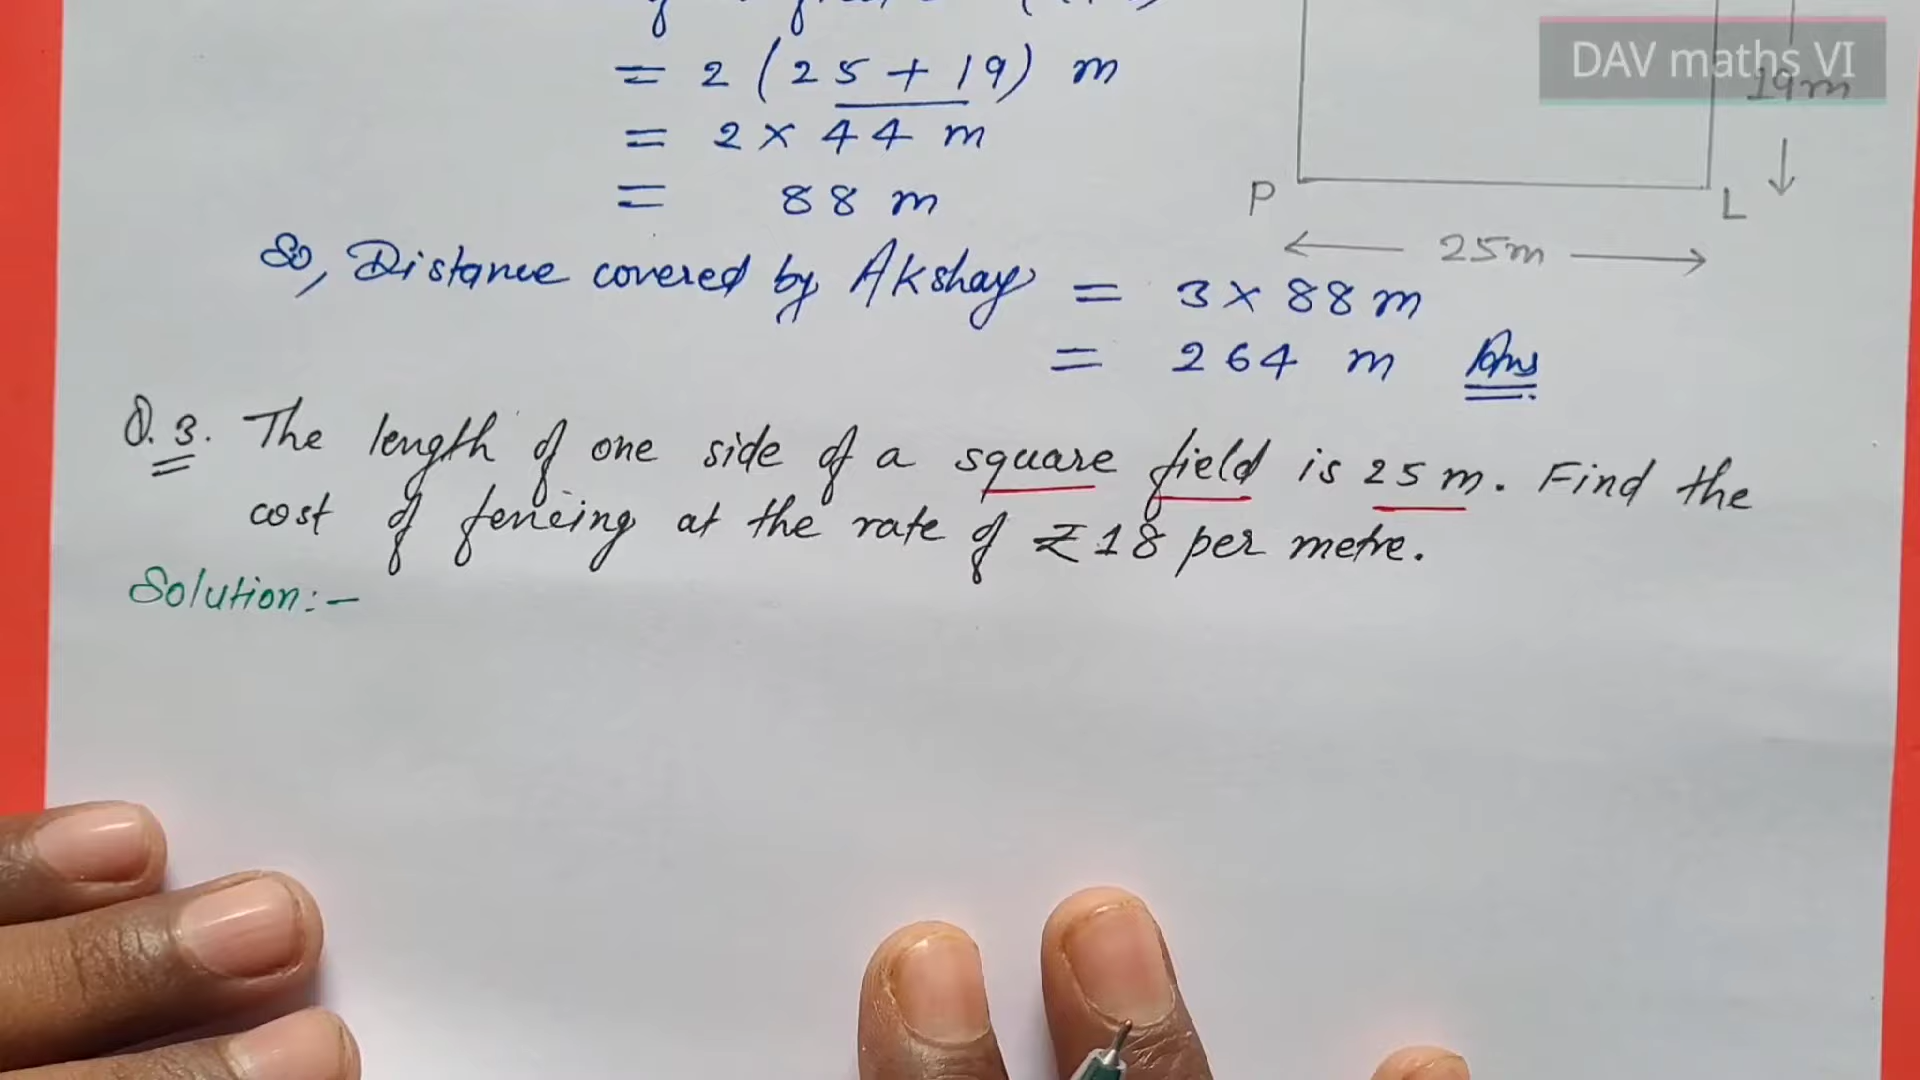 = 2 (25 + 19) m
DAV maths VI
19m
= 2 × 44 m
= 88 m
P
L
25m
So, Distance covered by Akshay = 3 × 88 m
= 264 m Ans
Q. 3. The length of one side of a square field is 25 m. Find the
cost of fencing at the rate of ₹18 per metre.
Solution:-